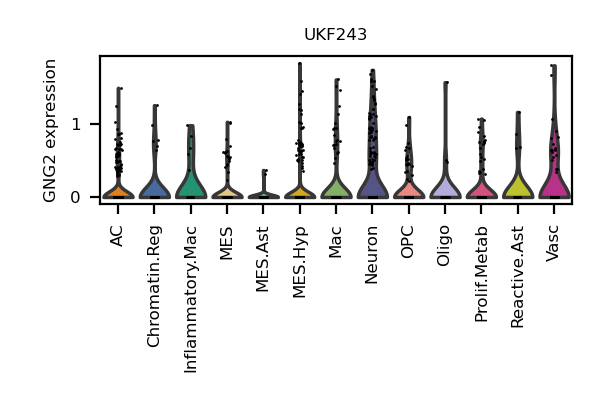 UKF243
GNG2 expression
1
0
AC
Chromatin.Reg
Inflammatory.Mac
MES
MES.Ast
MES.Hyp
Mac
Neuron
OPC
Oligo
Prolif.Metab
Reactive.Ast
Vasc